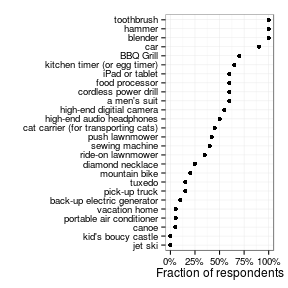 toothbrush
hammer
blender
car
BBQ Grill
kitchen timer (or egg timer)
iPad or tablet
food processor
cordless power drill
a men's suit
high-end digitial camera
high-end audio headphones
cat carrier (for transporting cats)
push lawnmower
sewing machine
ride-on lawnmower
diamond necklace
mountain bike
tuxedo
pick-up truck
back-up electric generator
vacation home
portable air conditioner
canoe
kid's boucy castle
jet ski
0% 25% 50% 75% 100%
Fraction of respondents